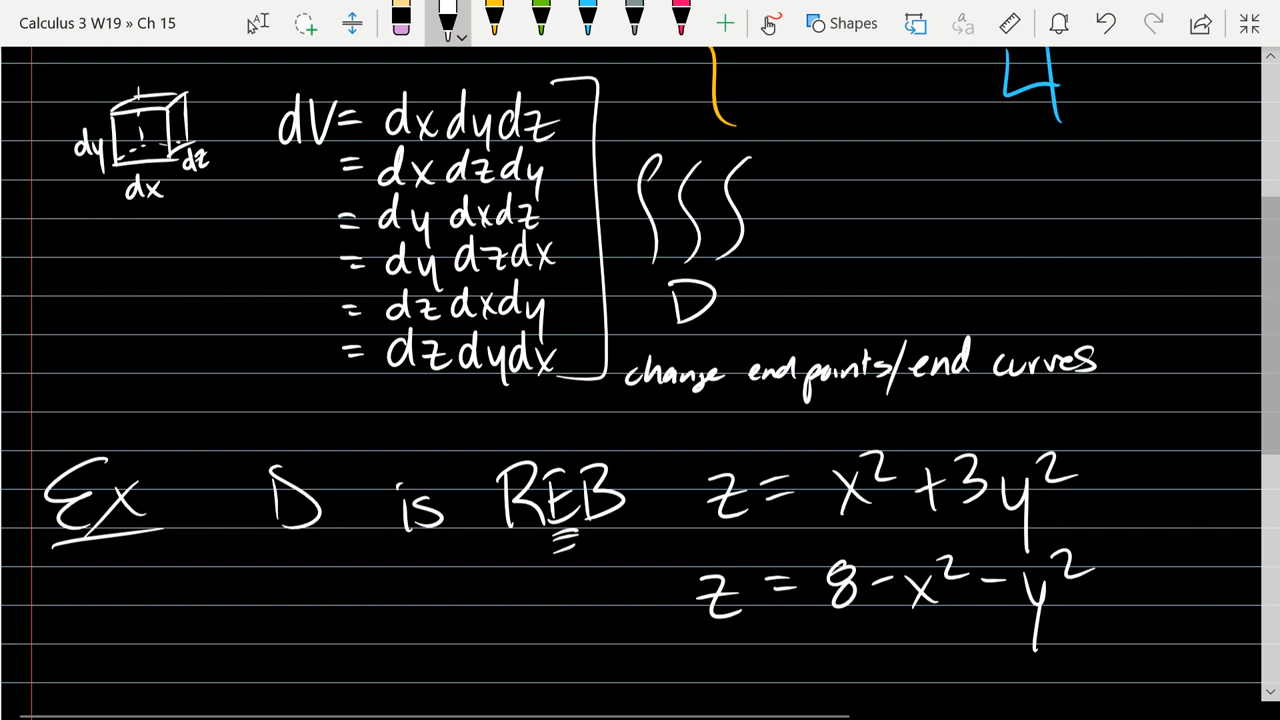 Calculus 3 W19 » Ch 15
Shapes
4
dy
dz
dx
dV = dx dy dz
= dx dz dy
= dy dx dz
= dy dz dx
= dz dx dy
= dz dy dx
∫∫∫
D
change endpoints/end curves
Ex D is REB z = x² + 3y²
z = 8 - x² - y²